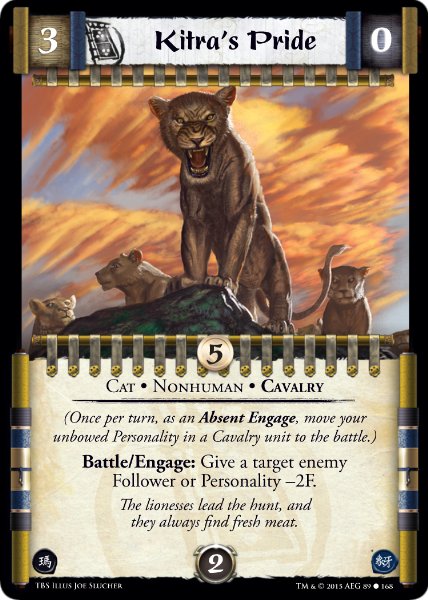 3 Kitra's Pride 0
5
Cat • Nonhuman • Cavalry
(Once per turn, as an Absent Engage, move your
unbowed Personality in a Cavalry unit to the battle.)
Battle/Engage: Give a target enemy
Follower or Personality –2F.
The lionesses lead the hunt, and
they always find fresh meat.
2
TBS Illus Joe Slucher
TM & © 2015 AEG 89 • 168